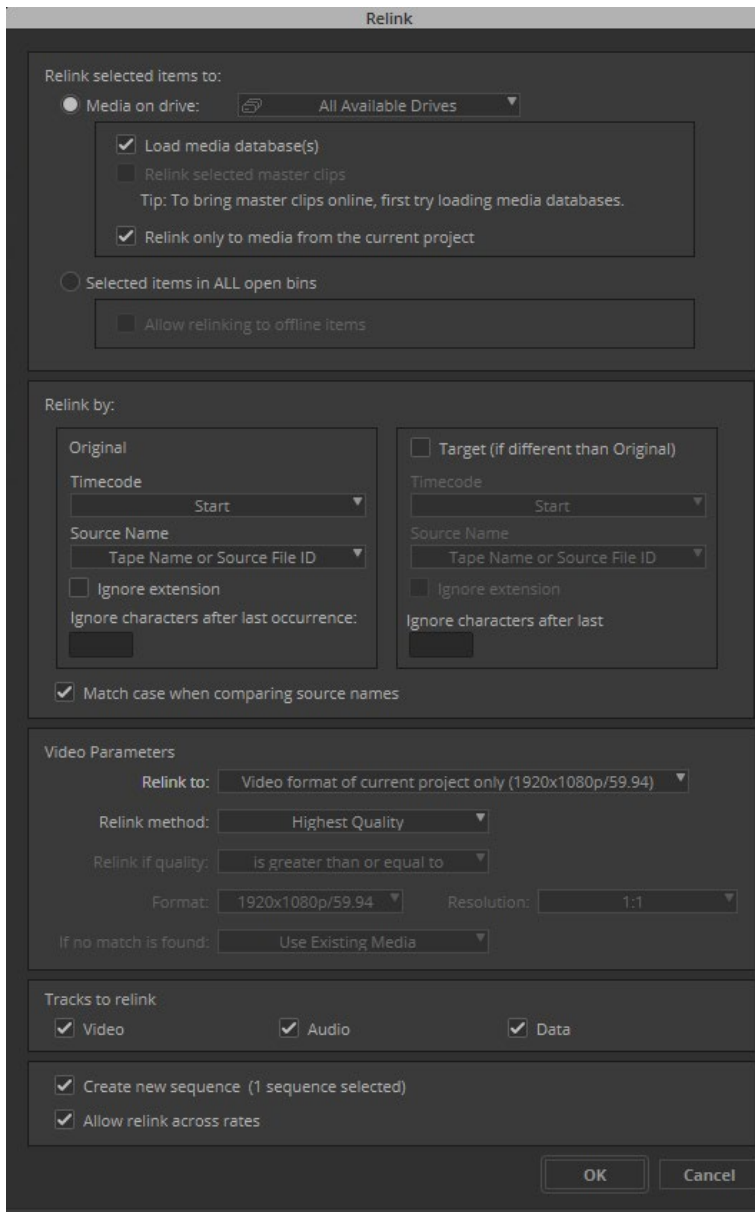 Relink
Relink selected items to:
Media on drive: All Available Drives
Load media database(s)
Relink selected master clips
Tip: To bring master clips online, first try loading media databases.
Relink only to media from the current project
Selected items in ALL open bins
Allow relinking to offline items
Relink by:
Original
Timecode
Start
Source Name
Tape Name or Source File ID
Ignore extension
Ignore characters after last occurrence:
Target (if different than Original)
Timecode
Start
Source Name
Tape Name or Source File ID
Ignore extension
Ignore characters after last
Match case when comparing source names
Video Parameters
Relink to: Video format of current project only (1920x1080p/59.94)
Relink method: Highest Quality
Relink if quality: is greater than or equal to
Format: 1920x1080p/59.94 Resolution: 1:1
If no match is found: Use Existing Media
Tracks to relink
Video Audio Data
Create new sequence (1 sequence selected)
Allow relink across rates
OK Cancel